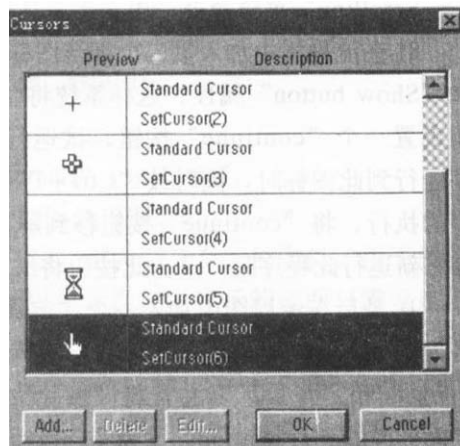 Cursors
Preview
Description
Standard Cursor
SetCursor(2)
Standard Cursor
SetCursor(3)
Standard Cursor
SetCursor(4)
Standard Cursor
SetCursor(5)
Standard Cursor
SetCursor(6)
Add...
Delete
Edit...
OK
Cancel